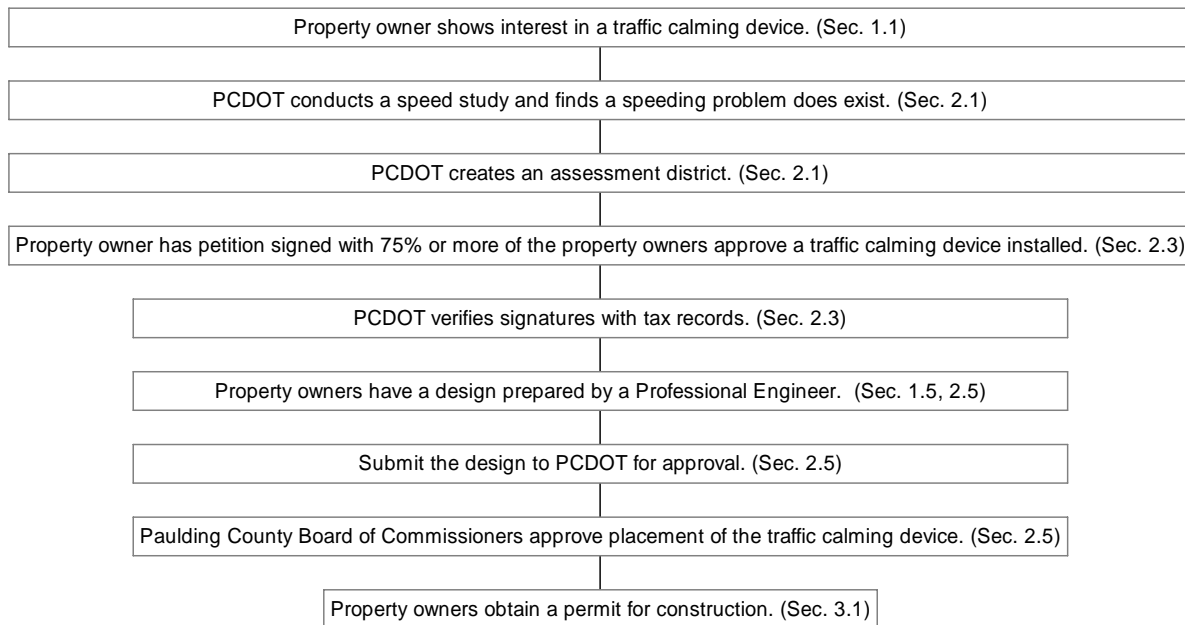 Property owner shows interest in a traffic calming device. (Sec. 1.1)
PCDOT conducts a speed study and finds a speeding problem does exist. (Sec. 2.1)
PCDOT creates an assessment district. (Sec. 2.1)
Property owner has petition signed with 75% or more of the property owners approve a traffic calming device installed. (Sec. 2.3)
PCDOT verifies signatures with tax records. (Sec. 2.3)
Property owners have a design prepared by a Professional Engineer.  (Sec. 1.5, 2.5)
Submit the design to PCDOT for approval. (Sec. 2.5)
Paulding County Board of Commissioners approve placement of the traffic calming device. (Sec. 2.5)
Property owners obtain a permit for construction. (Sec. 3.1)